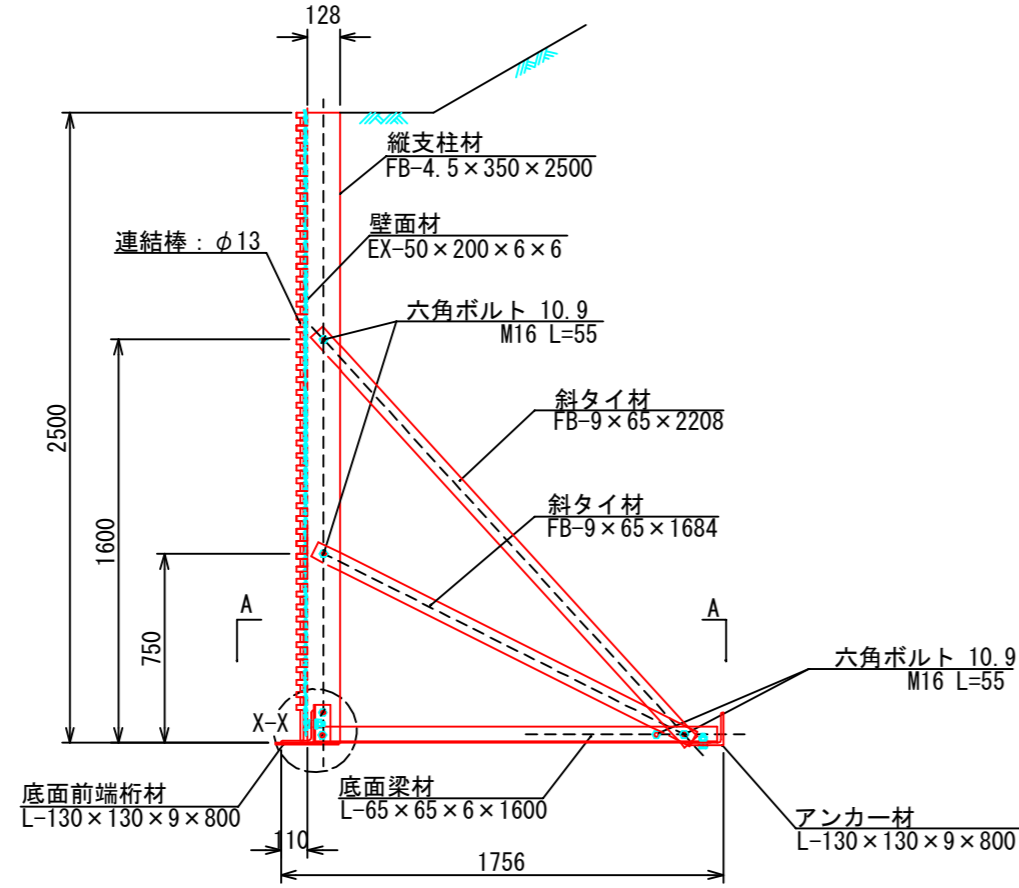 128
縦支柱材
FB-4.5×350×2500
壁面材
EX-50×200×6×6
連結棒：φ13
六角ボルト 10.9
M16 L=55
斜タイ材
FB-9×65×2208
2500
斜タイ材
FB-9×65×1684
1600
750
A
A
六角ボルト 10.9
M16 L=55
X-X
底面前端桁材
L-130×130×9×800
底面梁材
L-65×65×6×1600
アンカー材
L-130×130×9×800
110
1756